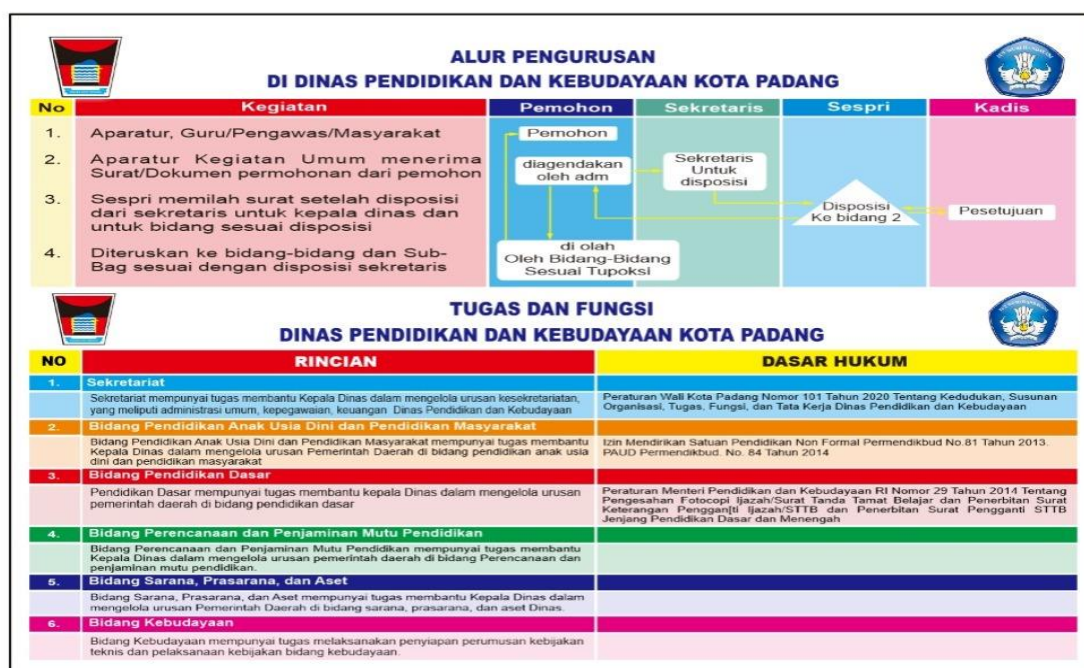 ALUR PENGURUSAN
DI DINAS PENDIDIKAN DAN KEBUDAYAAN KOTA PADANG
No Kegiatan Pemohon Sekretaris Sespri Kadis
1. Aparatur, Guru/Pengawas/Masyarakat
2. Aparatur Kegiatan Umum menerima
Surat/Dokumen permohonan dari pemohon
3. Sespri memilah surat setelah disposisi
dari sekretaris untuk kepala dinas dan
untuk bidang sesuai disposisi
4. Diteruskan ke bidang-bidang dan Sub-
Bag sesuai dengan disposisi sekretaris
Pemohon
diagendakan
oleh adm
Sekretaris
Untuk
disposisi
Disposisi
Ke bidang 2
Pesetujuan
di olah
Oleh Bidang-Bidang
Sesuai Tupoksi
TUGAS DAN FUNGSI
DINAS PENDIDIKAN DAN KEBUDAYAAN KOTA PADANG
NO RINCIAN DASAR HUKUM
1. Sekretariat
Sekretariat mempunyai tugas membantu Kepala Dinas dalam mengelola urusan kesekretariatan,
yang meliputi administrasi umum, kepegawaian, keuangan Dinas Pendidikan dan Kebudayaan
Peraturan Wali Kota Padang Nomor 101 Tahun 2020 Tentang Kedudukan, Susunan
Organisasi, Tugas, Fungsi, dan Tata Kerja Dinas Pendidikan dan Kebudayaan
2. Bidang Pendidikan Anak Usia Dini dan Pendidikan Masyarakat
Bidang Pendidikan Anak Usia Dini dan Pendidikan Masyarakat mempunyai tugas membantu
Kepala Dinas dalam mengelola urusan Pemerintah Daerah di bidang pendidikan anak usia
dini dan pendidikan masyarakat
Izin Mendirikan Satuan Pendidikan Non Formal Permendikbud No.81 Tahun 2013.
PAUD Permendikbud. No. 84 Tahun 2014
3. Bidang Pendidikan Dasar
Pendidikan Dasar mempunyai tugas membantu kepala Dinas dalam mengelola urusan
pemerintah daerah di bidang pendidikan dasar
Peraturan Menteri Pendidikan dan Kebudayaan RI Nomor 29 Tahun 2014 Tentang
Pengesahan Fotocopi Ijazah/Surat Tanda Tamat Belajar dan Penerbitan Surat
Keterangan Penggan[ti Ijazah/STTB dan Penerbitan Surat Pengganti STTB
Jenjang Pendidikan Dasar dan Menengah
4. Bidang Perencanaan dan Penjaminan Mutu Pendidikan
Bidang Perencanaan dan Penjaminan Mutu Pendidikan mempunyai tugas membantu
Kepala Dinas dalam mengelola urusan pemerintah daerah di bidang Perencanaan dan
penjaminan mutu pendidikan.
5. Bidang Sarana, Prasarana, dan Aset
Bidang Sarana, Prasarana, dan Aset mempunyai tugas membantu Kepala Dinas dalam
mengelola urusan Pemerintah Daerah di bidang sarana, prasarana, dan aset Dinas.
6. Bidang Kebudayaan
Bidang Kebudayaan mempunyai tugas melaksanakan penyiapan perumusan kebijakan
teknis dan pelaksanaan kebijakan bidang kebudayaan.